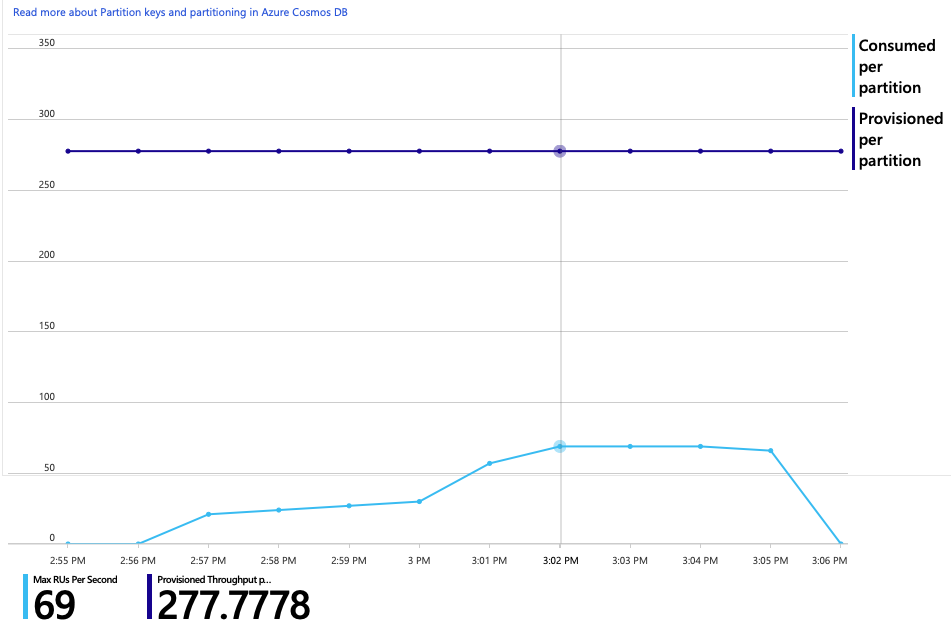 Read more about Partition keys and partitioning in Azure Cosmos DB
350
300
250
200
150
100
50
0
Consumed
per
partition
Provisioned
per
partition
2:55 PM 2:56 PM 2:57 PM 2:58 PM 2:59 PM 3 PM 3:01 PM 3:02 PM 3:03 PM 3:04 PM 3:05 PM 3:06 PM
Max RUs Per Second
69
Provisioned Throughput p...
277.7778